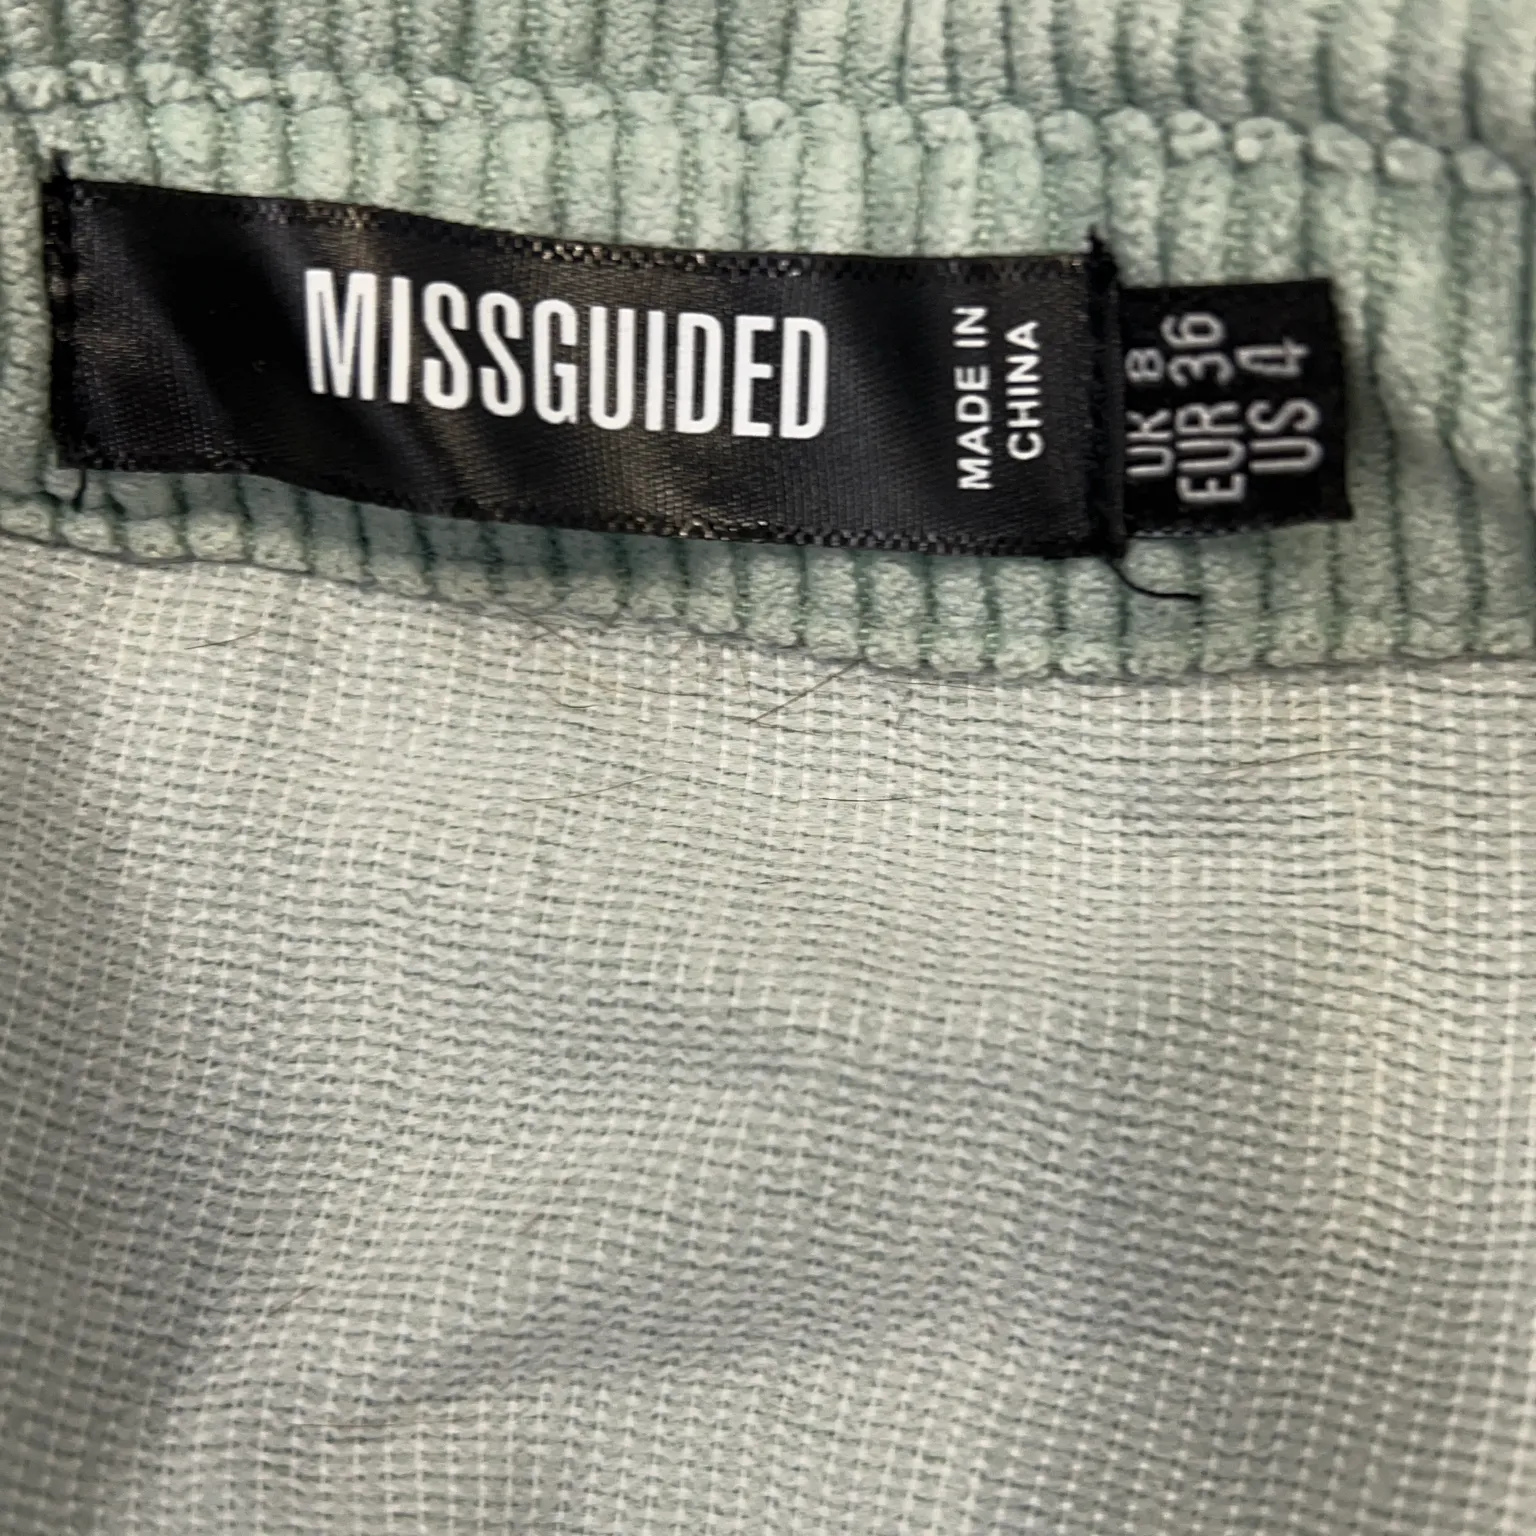 MISSGUIDED
MADE IN
CHINA
UK 8
EUR 36
US 4